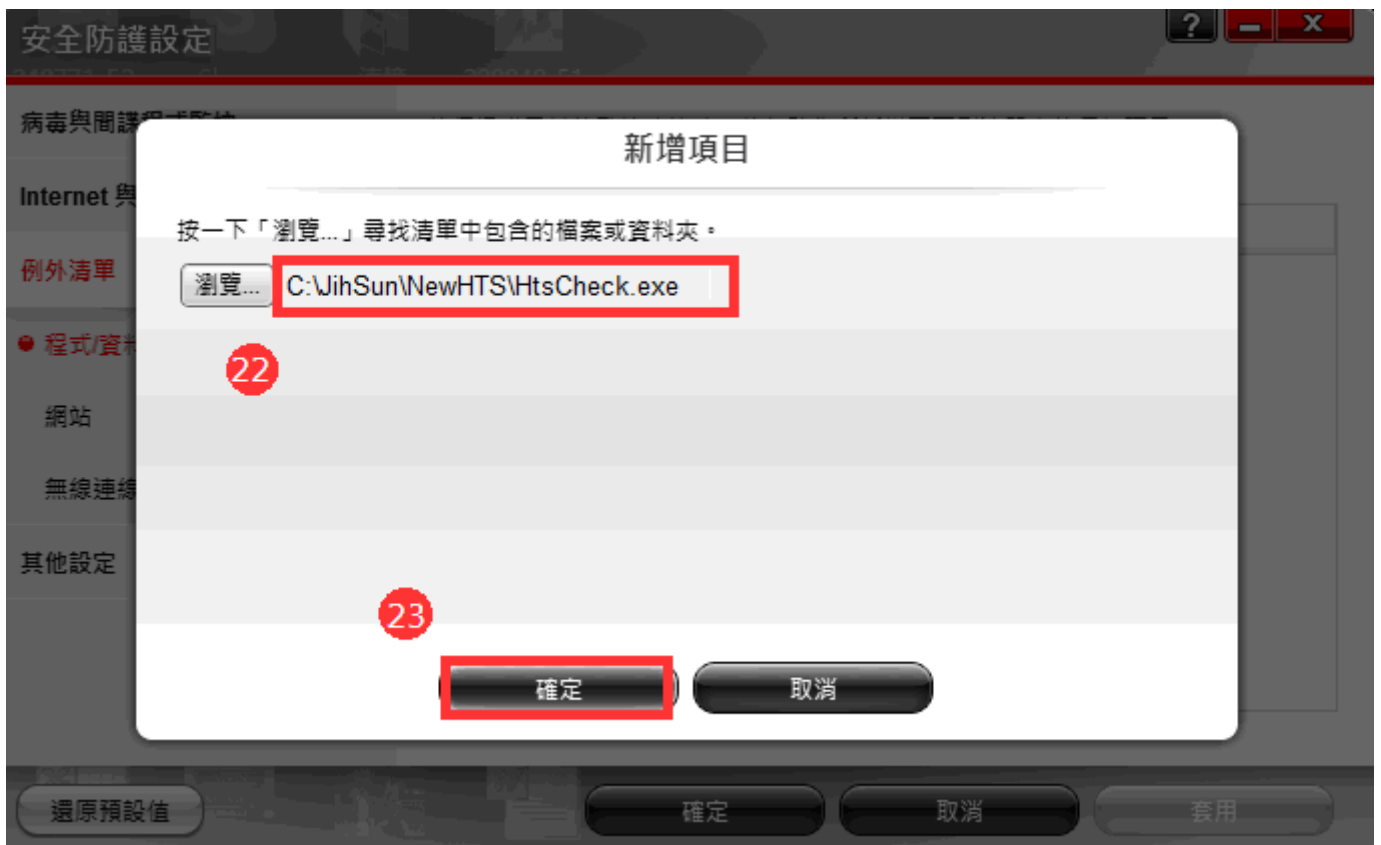 安全防護設定
? – X
病毒與間諜
新增項目
Internet 與
按一下「瀏覽...」尋找清單中包含的檔案或資料夾。
例外清單
瀏覽... C:\JihSun\NewHTS\HtsCheck.exe
程式/資料
22
網站
無線連線
其他設定
23
確定 取消
還原預設值 確定 取消 套用